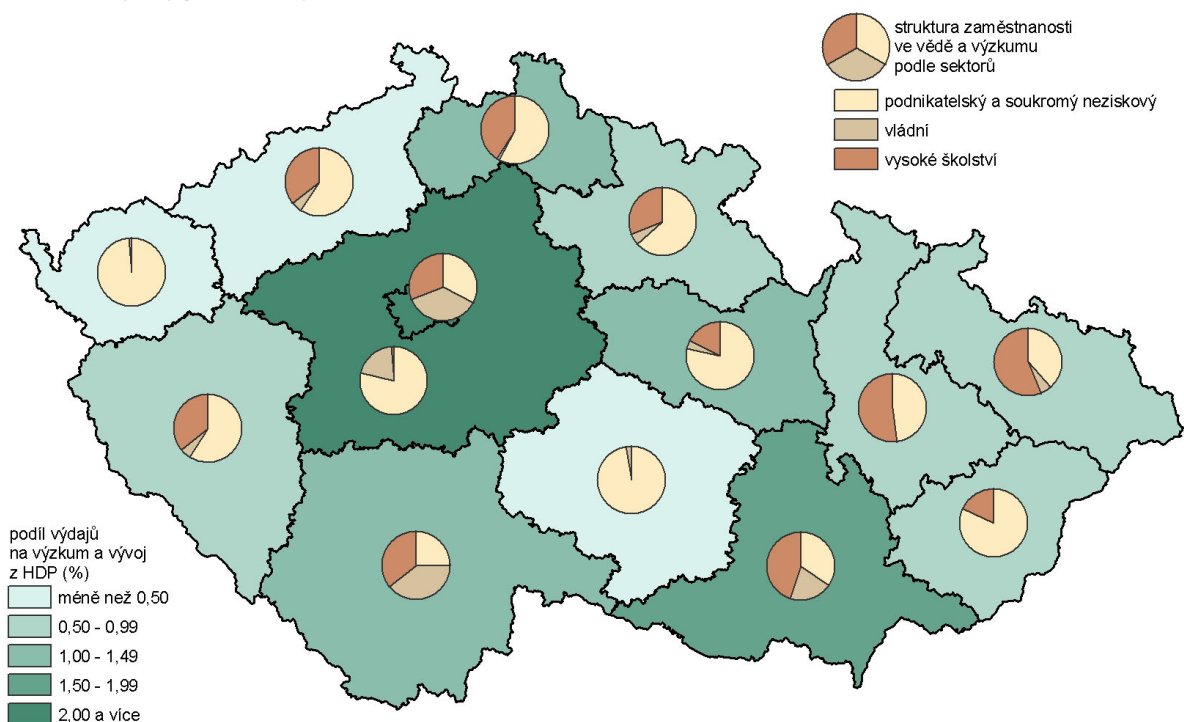 struktura zaměstnanosti
ve vědě a výzkumu
podle sektorů
podnikatelský a soukromý neziskový
vládní
vysoké školství
podíl výdajů
na výzkum a vývoj
z HDP (%)
méně než 0,50
0,50 - 0,99
1,00 - 1,49
1,50 - 1,99
2,00 a více